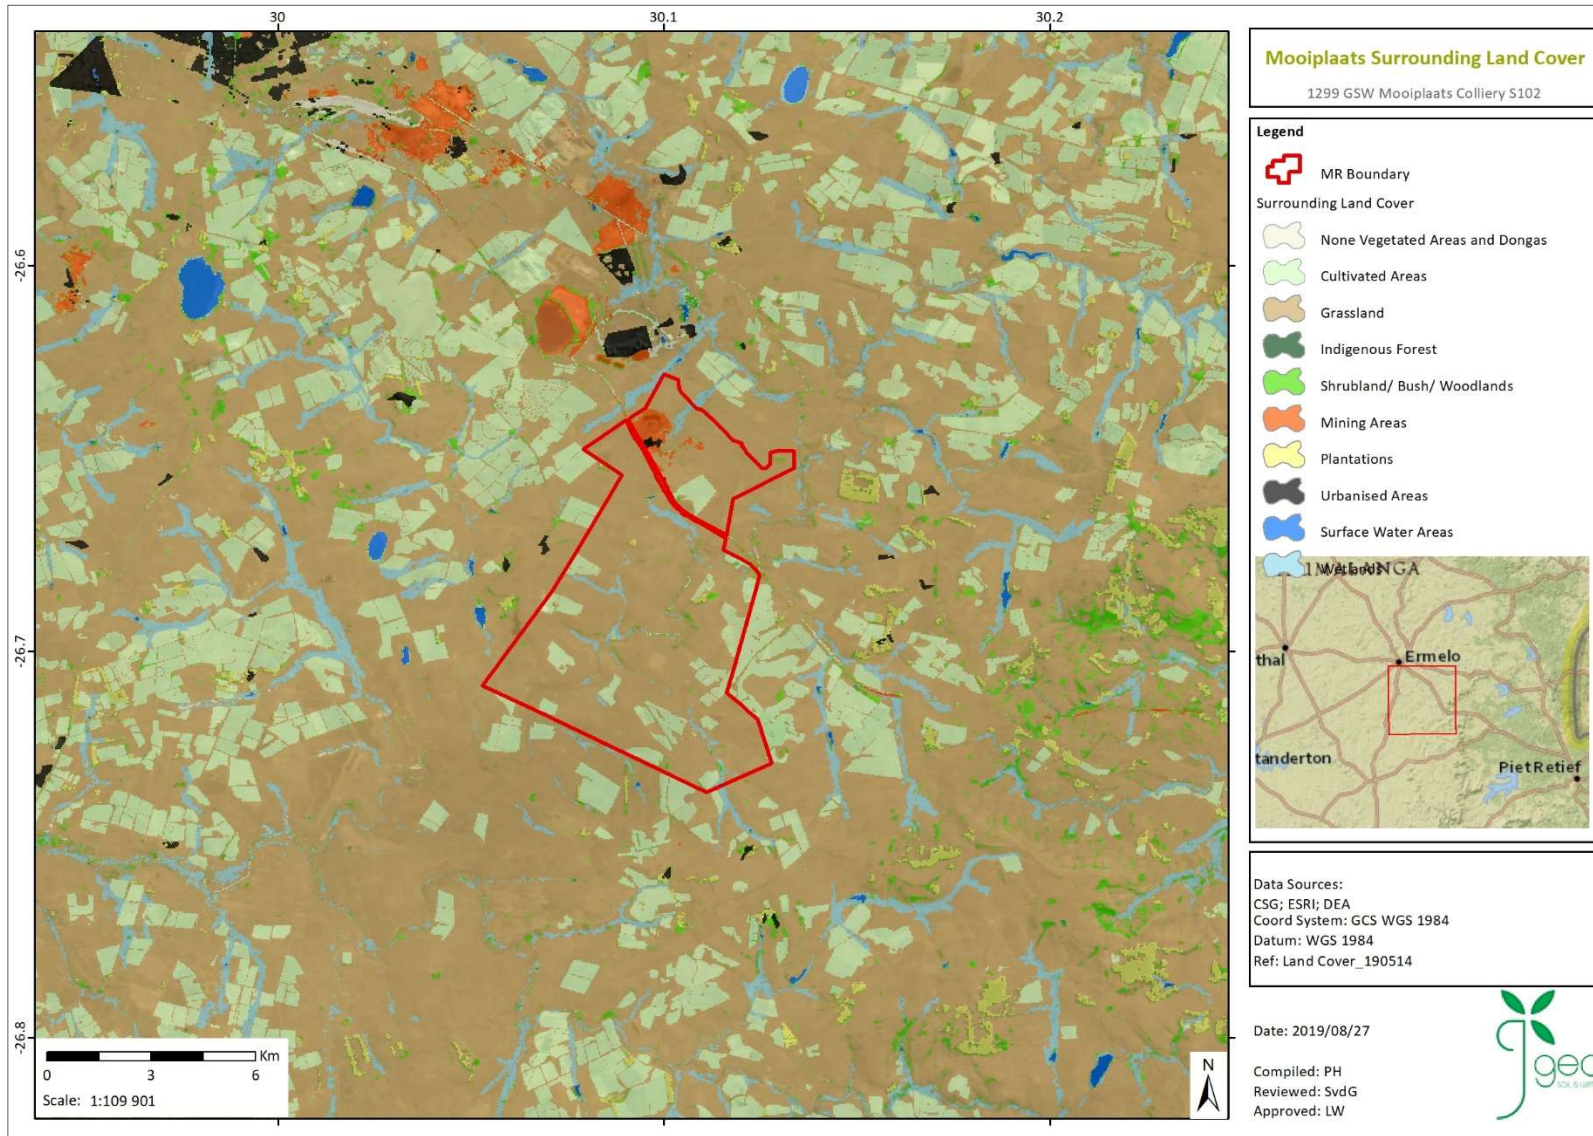 30
30.1
30.2
-26.6
-26.7
-26.8
0
3
6
Km
Scale: 1:109 901
N
Mooiplaats Surrounding Land Cover
1299 GSW Mooiplaats Colliery S102
Legend
MR Boundary
Surrounding Land Cover
None Vegetated Areas and Dongas
Cultivated Areas
Grassland
Indigenous Forest
Shrubland/ Bush/ Woodlands
Mining Areas
Plantations
Urbanised Areas
Surface Water Areas
Wetlands
thal
Ermelo
tanderton
Piet Retief
Data Sources:
CSG; ESRI; DEA
Coord System: GCS WGS 1984
Datum: WGS 1984
Ref: Land Cover_190514
Date: 2019/08/27
Compiled: PH
Reviewed: SvdG
Approved: LW